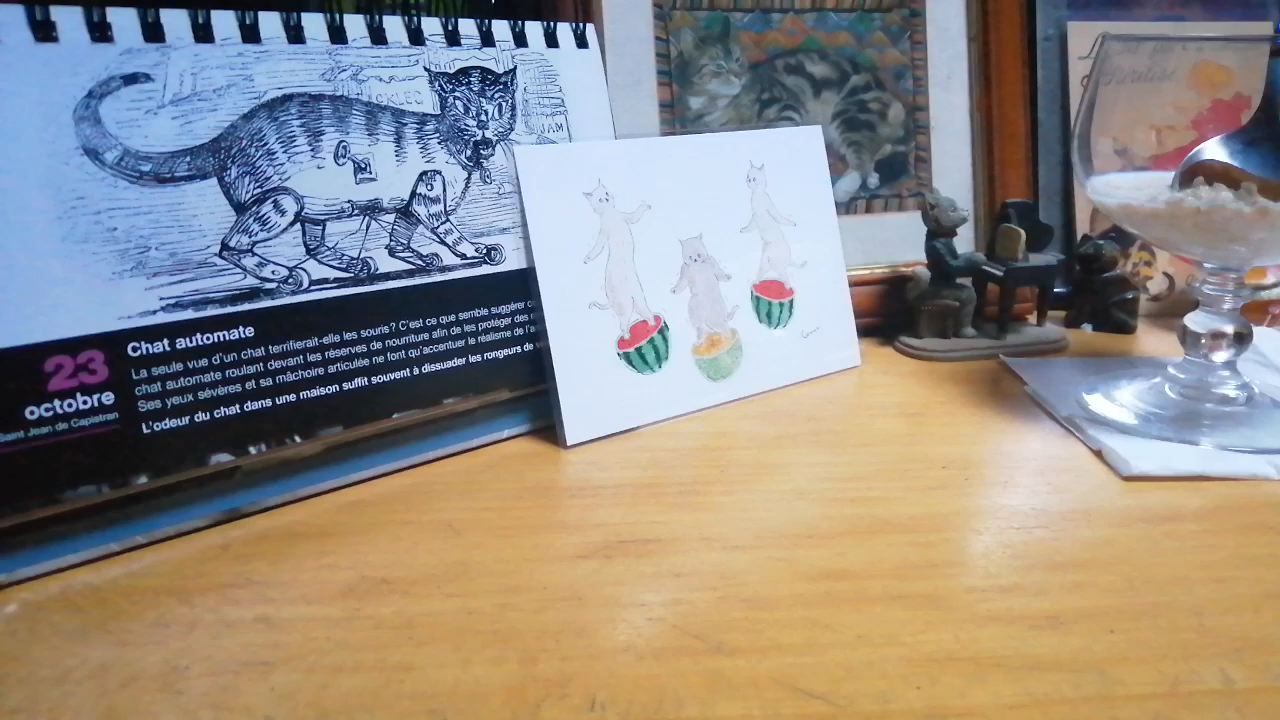 CKLES
JAM
23
octobre
Saint Jean de Capistran
Chat automate
La seule vue d'un chat terrifierait-elle les souris? C'est ce que semble suggérer
chat automate roulant devant les réserves de nourriture afin de les protéger des
Ses yeux sévères et sa mâchoire articulée ne font qu'accentuer le réalisme de
L'odeur du chat dans une maison suffit souvent à dissuader les rongeurs de